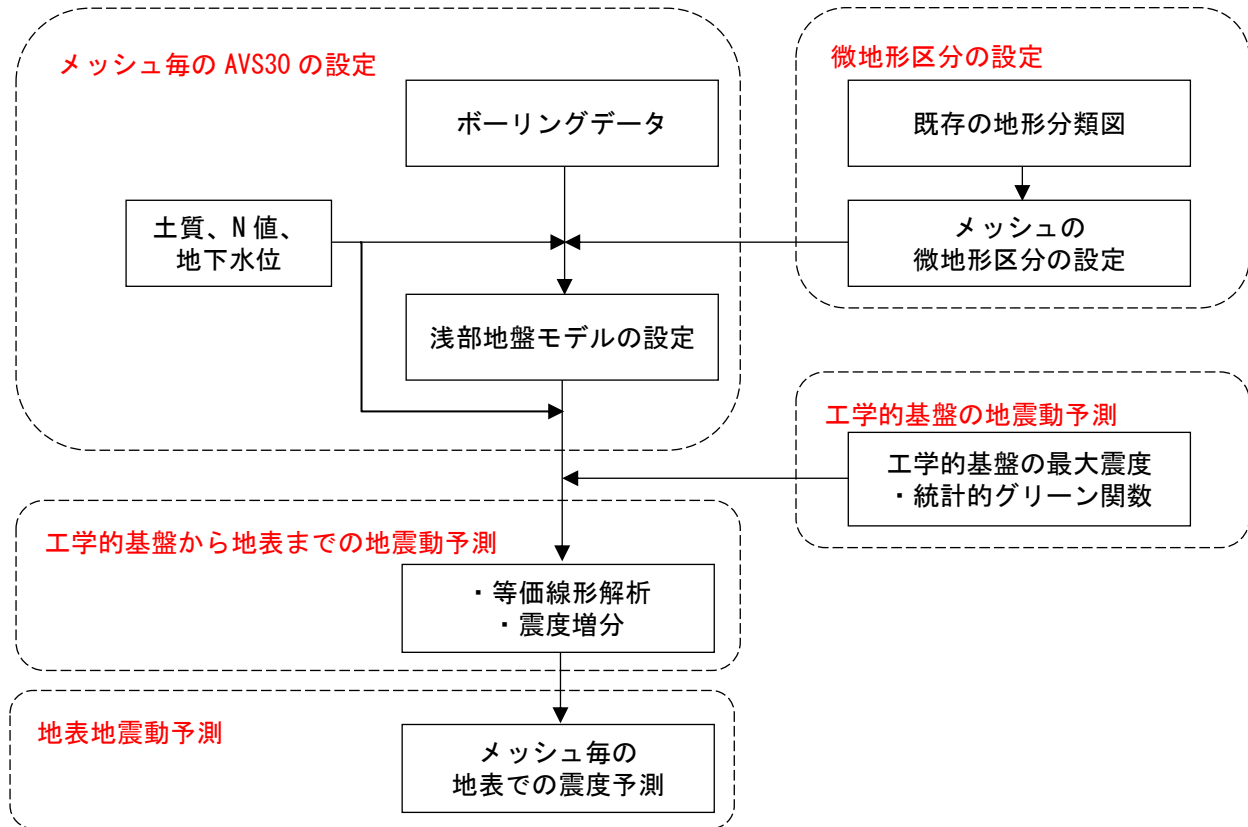 メッシュ毎の AVS30 の設定
ボーリングデータ
土質、N 値、
地下水位
浅部地盤モデルの設定
微地形区分の設定
既存の地形分類図
メッシュの
微地形区分の設定
工学的基盤の地震動予測
工学的基盤の最大震度
・統計的グリーン関数
工学的基盤から地表までの地震動予測
・等価線形解析
・震度増分
地表地震動予測
メッシュ毎の
地表での震度予測